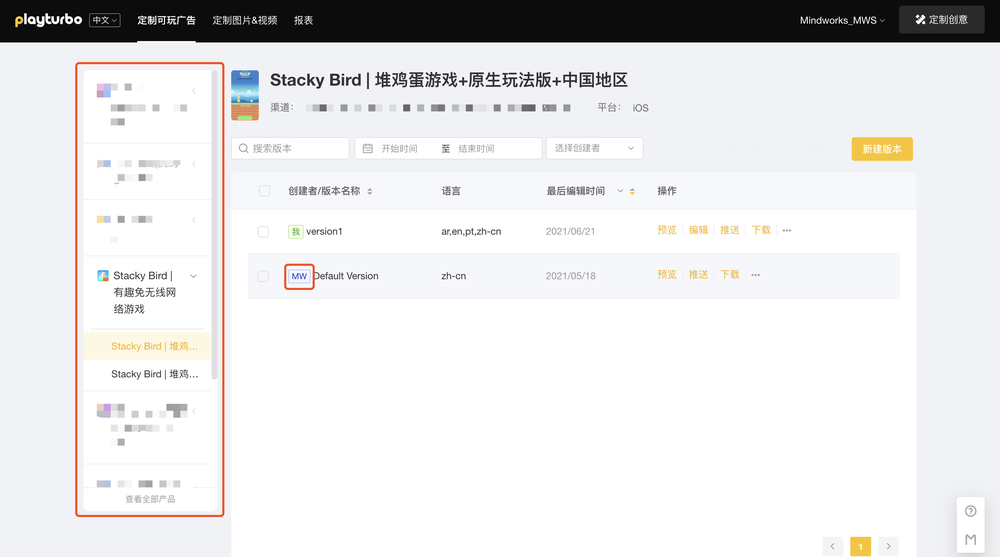 playturbo 中文 定制可玩广告 定制图片&视频 报表 Mindworks_MWS 定制创意
Stacky Bird | 堆鸡蛋游戏+原生玩法版+中国地区
渠道： 平台： iOS
搜索版本 开始时间 至 结束时间 选择创建者 新建版本
创建者/版本名称 语言 最后编辑时间 操作
我 version1 ar,en,pt,zh-cn 2021/06/21 预览 编辑 推送 下载 •••
MW Default Version zh-cn 2021/05/18 预览 推送 下载 •••
Stacky Bird |
有趣免无线网
络游戏
Stacky Bird | 堆鸡...
Stacky Bird | 堆鸡...
查看全部产品
1